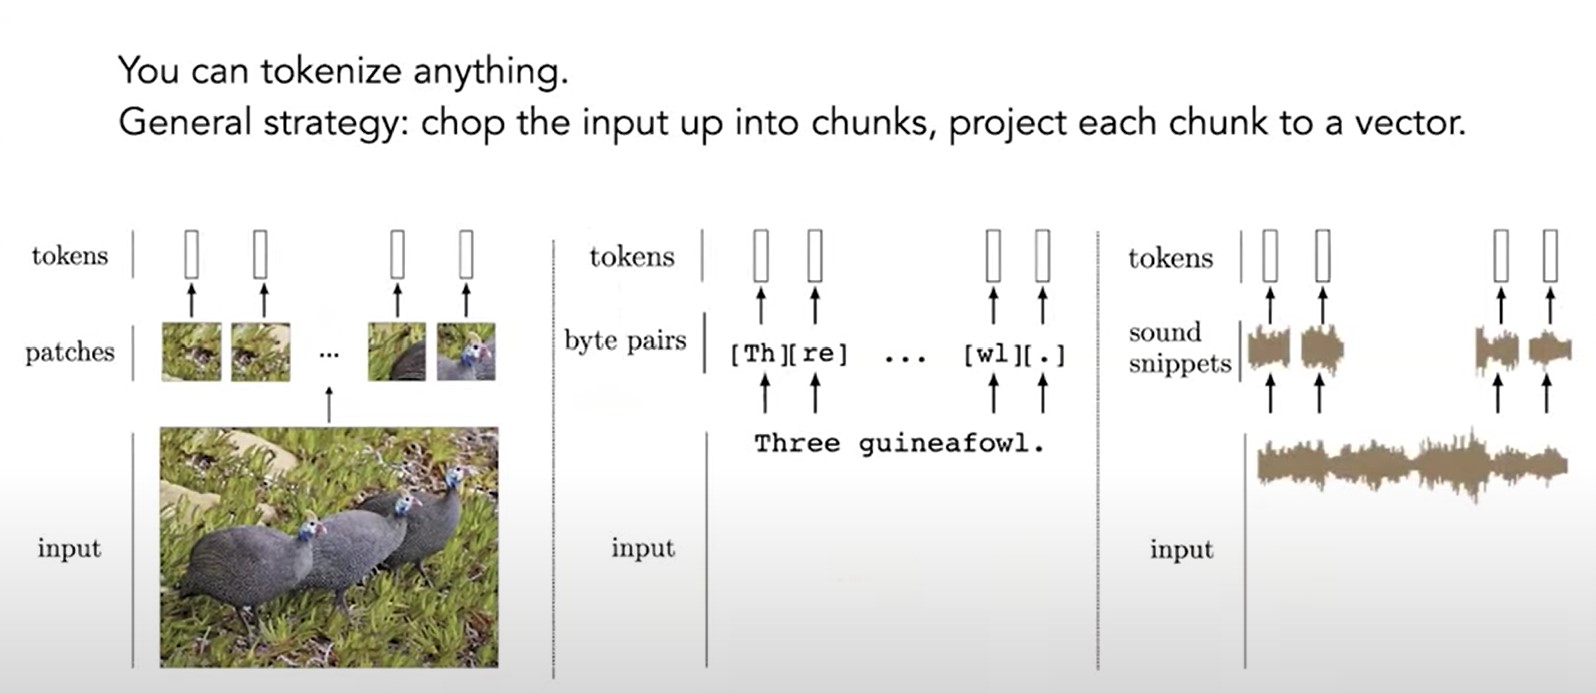 You can tokenize anything.
General strategy: chop the input up into chunks, project each chunk to a vector.
tokens
patches
...
input
tokens
byte pairs
[Th][re] ... [wl][.]
Three guineafowl.
input
tokens
sound
snippets
input